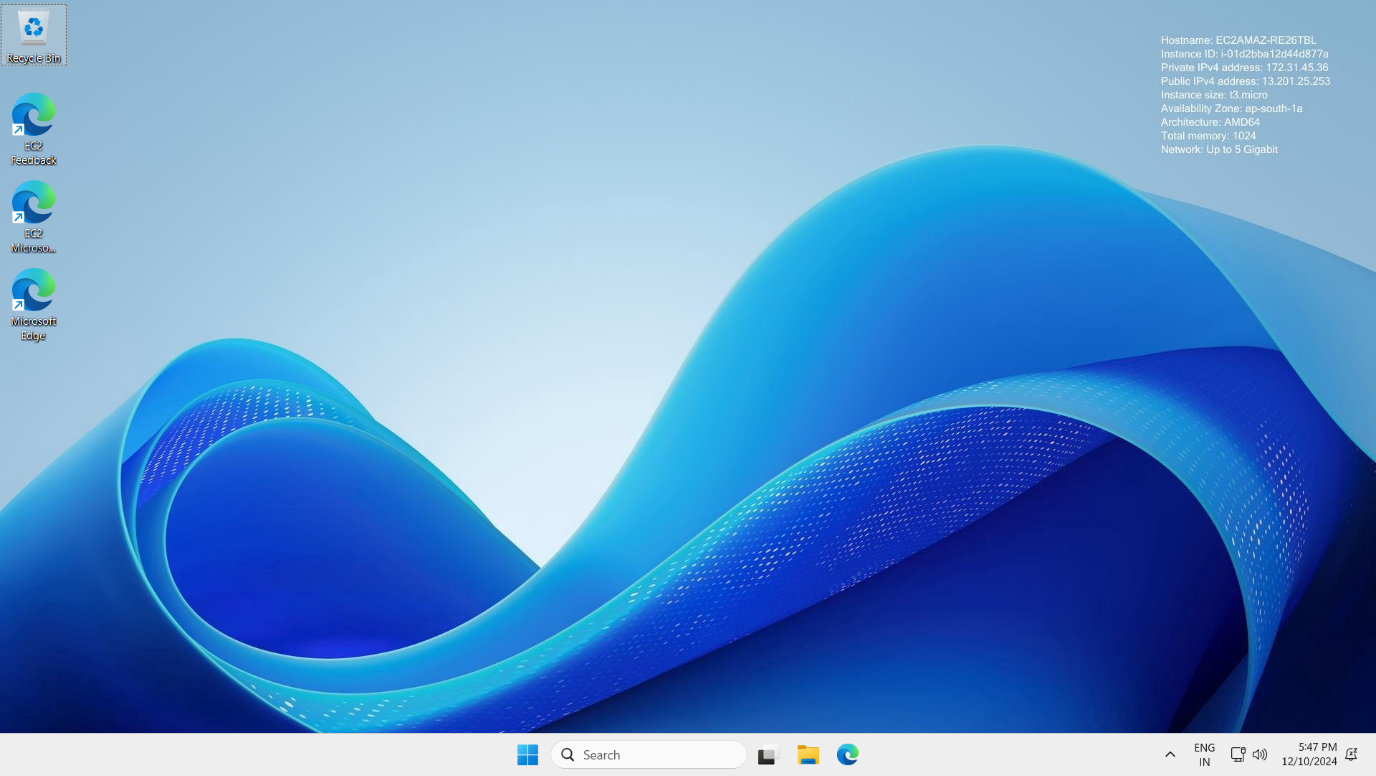 Recycle Bin
EC2
Feedback
EC2
Microso...
Microsoft
Edge
Hostname: EC2AMAZ-RE26TBL
Instance ID: i-01d2bba12d44d877a
Private IPv4 address: 172.31.45.36
Public IPv4 address: 13.201.25.253
Instance size: t3.micro
Availability Zone: ap-south-1a
Architecture: AMD64
Total memory: 1024
Network: Up to 5 Gigabit
Search
ENG
IN
5:47 PM
12/10/2024